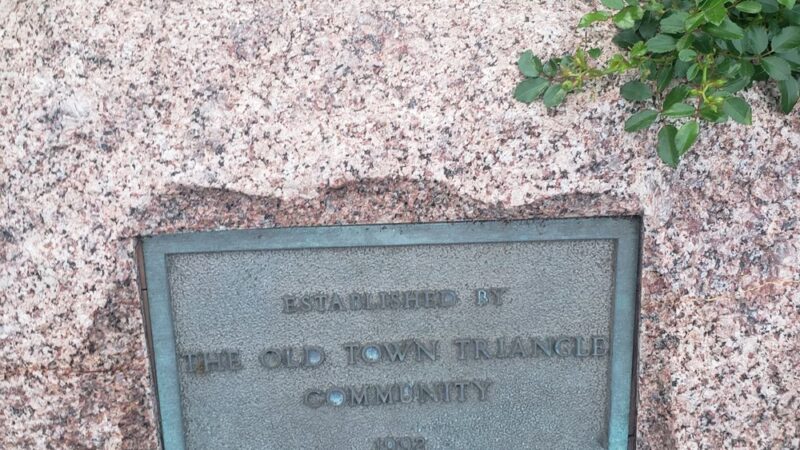 ESTABLISHED BY
THE OLD TOWN TRIANGLE
COMMUNITY